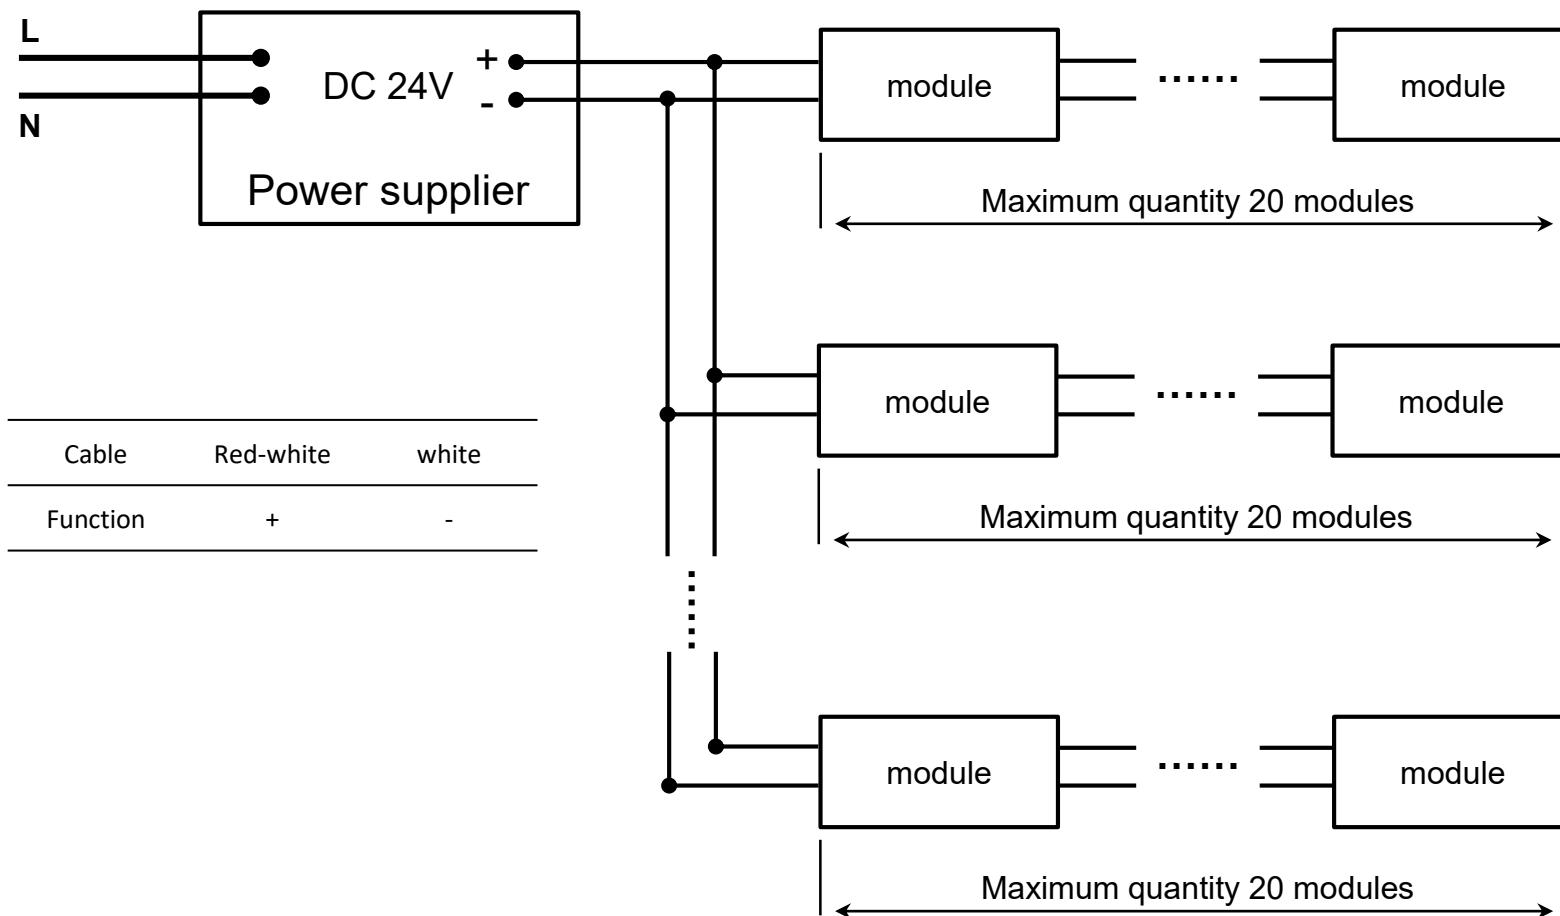 L
N
DC 24V
+
-
Power supplier
module ...... module
Maximum quantity 20 modules
module ...... module
Maximum quantity 20 modules
Cable Red-white white
Function + -
module ...... module
Maximum quantity 20 modules